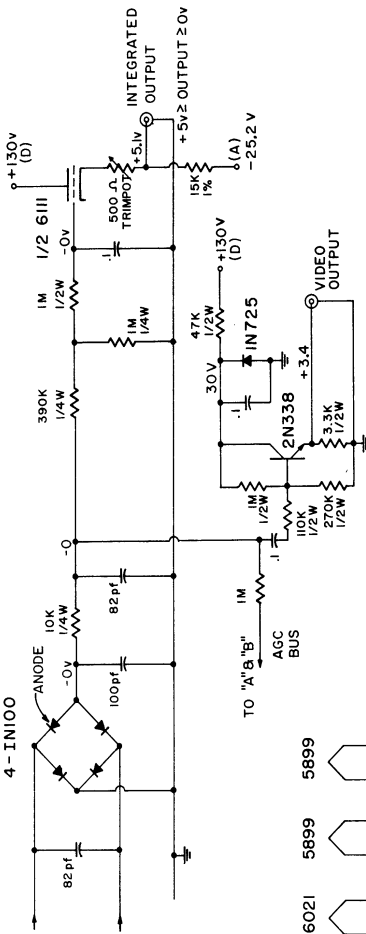 4-IN100
ANODE
82pf
-0v
100pf
10K
1/4W
82pf
-0
390K
1/4W
1M
1/4W
1M
1/2W
-0v
.1
1/2 6111
+130v
(D)
500 Ω
TRIMPOT
+5.1v
INTEGRATED
OUTPUT
+5v ≥ OUTPUT ≥ 0v
15K
1%
(A)
-25.2 V
TO "A" & "B"
AGC
BUS
1M
.1
110K
1/2W
1M
1/2W
270K
1/2W
30V
.1
47K
1/2W
+130V
(D)
1N725
2N338
+3.4
3.3K
1/2W
VIDEO
OUTPUT
6021
5899
5899